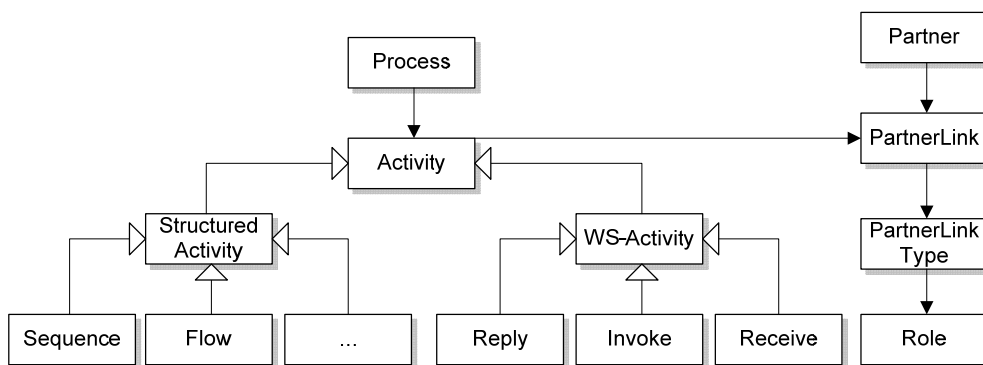 Partner
Process
PartnerLink
Activity
Structured
Activity
WS-Activity
PartnerLink
Type
Sequence
Flow
...
Reply
Invoke
Receive
Role